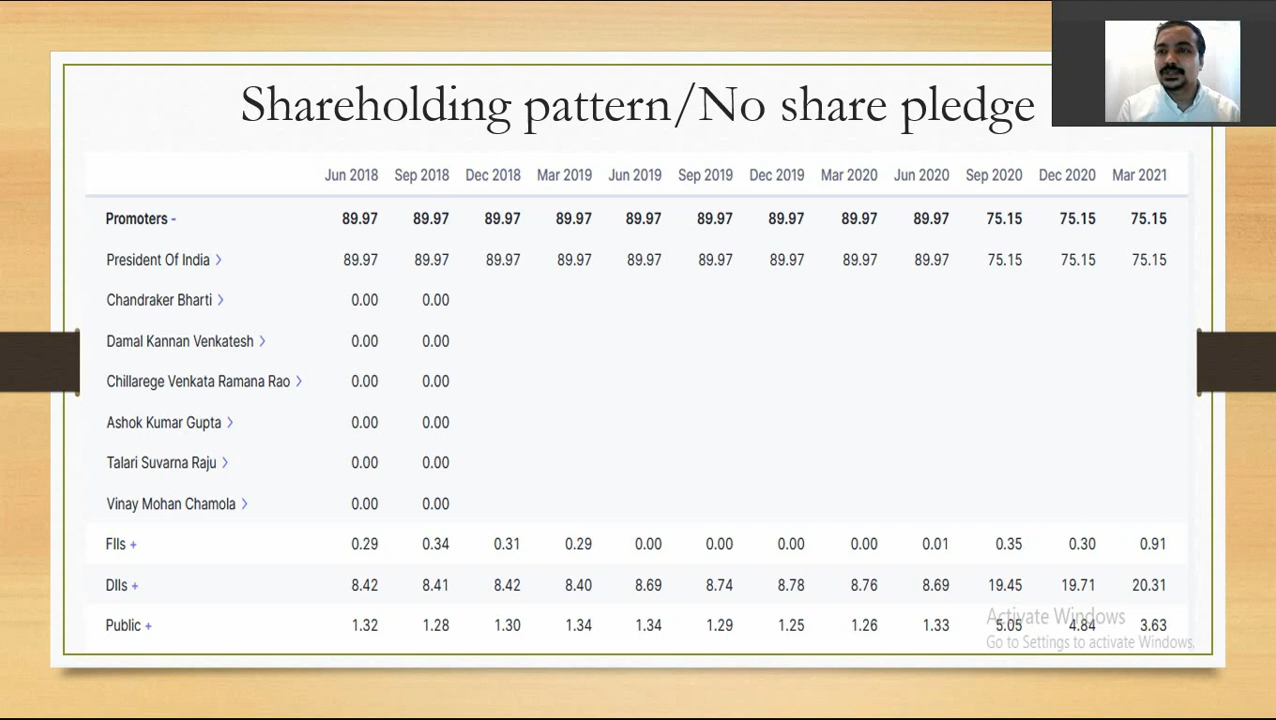 Shareholding pattern/No share pledge
Jun 2018 Sep 2018 Dec 2018 Mar 2019 Jun 2019 Sep 2019 Dec 2019 Mar 2020 Jun 2020 Sep 2020 Dec 2020 Mar 2021
Promoters - 89.97 89.97 89.97 89.97 89.97 89.97 89.97 89.97 89.97 75.15 75.15 75.15
President Of India > 89.97 89.97 89.97 89.97 89.97 89.97 89.97 89.97 89.97 75.15 75.15 75.15
Chandraker Bharti > 0.00 0.00
Damal Kannan Venkatesh > 0.00 0.00
Chillarege Venkata Ramana Rao > 0.00 0.00
Ashok Kumar Gupta > 0.00 0.00
Talari Suvarna Raju > 0.00 0.00
Vinay Mohan Chamola > 0.00 0.00
FIIs + 0.29 0.34 0.31 0.29 0.00 0.00 0.00 0.00 0.01 0.35 0.30 0.91
DIIs + 8.42 8.41 8.42 8.40 8.69 8.74 8.78 8.76 8.69 19.45 19.71 20.31
Public + 1.32 1.28 1.30 1.34 1.34 1.29 1.25 1.26 1.33 5.05 4.84 3.63
Activate Windows
Go to Settings to activate Windows.